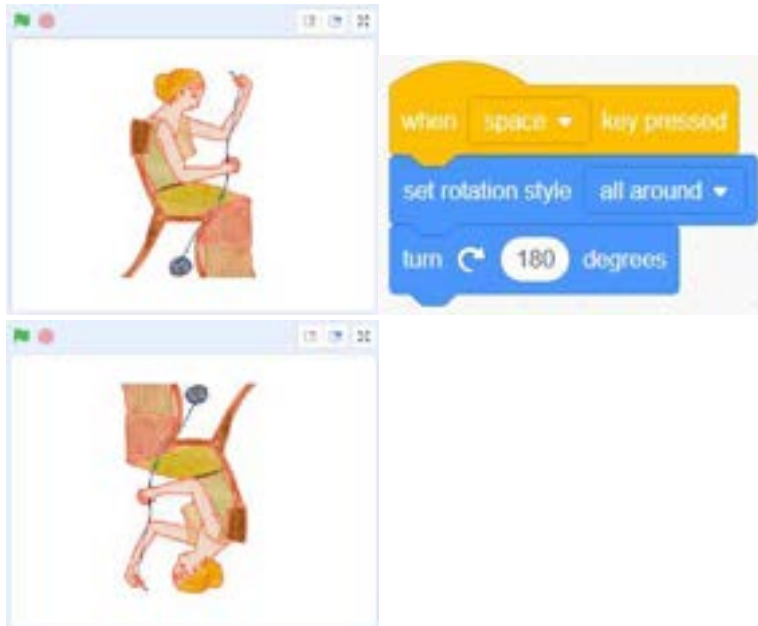 when space key pressed
set rotation style all around
turn 180 degrees